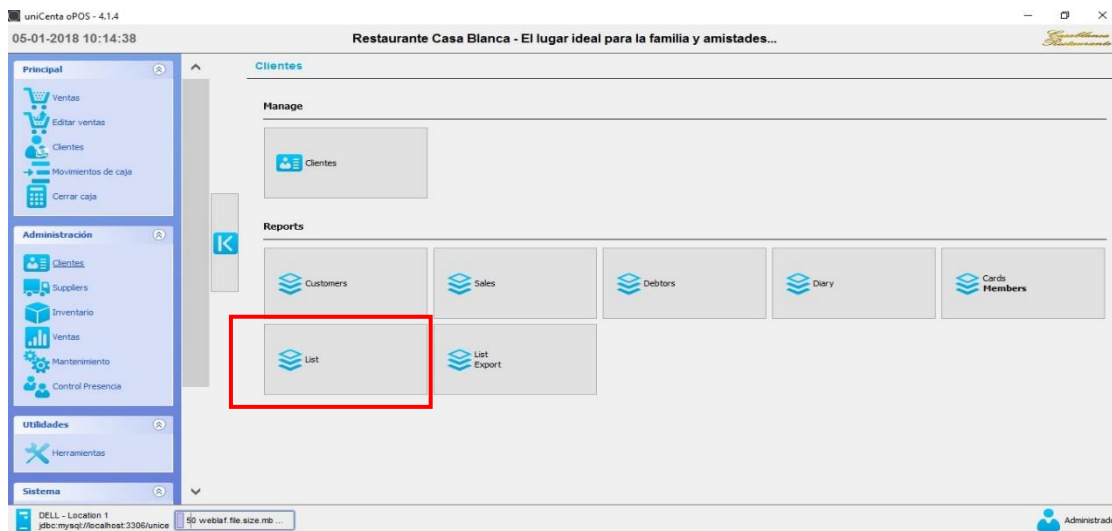 uniCenta oPOS - 4.1.4
05-01-2018 10:14:38
Restaurante Casa Blanca - El lugar ideal para la familia y amistades...
Casablanca
Restaurante
Principal
Ventas
Editar ventas
Clientes
Movimientos de caja
Cerrar caja
Administración
Clientes
Suppliers
Inventario
Ventas
Mantenimiento
Control Presencia
Utilidades
Herramientas
Sistema
Clientes
Manage
Clientes
Reports
Customers
Sales
Debtors
Diary
Cards
Members
List
List
Export
DELL - Location 1
jdbc:mysql://localhost:3306/unice
50 weblaf.file.size.mb ...
Administrado